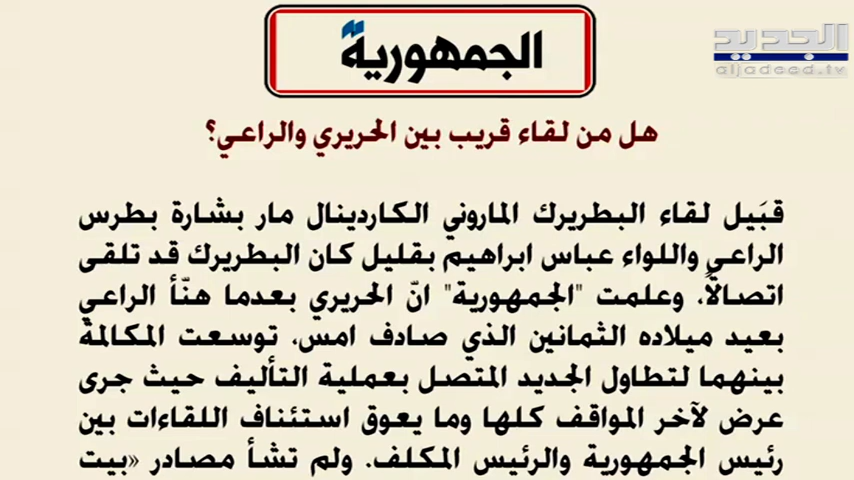 الجمهورية
الجديد
aljadeed.tv
هل من لقاء قريب بين الحريري والراعي؟
قبَيل لقاء البطريرك الماروني الكاردينال مار بشارة بطرس
الراعي واللواء عباس ابراهيم بقليل كان البطريرك قد تلقى
اتصالاً، وعلمت "الجمهورية" انّ الحريري بعدما هنّأ الراعي
بعيد ميلاده الثمانين الذي صادف امس، توسعت المكالمة
بينهما لتطاول الجديد المتصل بعملية التأليف حيث جرى
عرض لآخر المواقف كلها وما يعوق استئناف اللقاءات بين
رئيس الجمهورية والرئيس المكلف. ولم تشأ مصادر «بيت